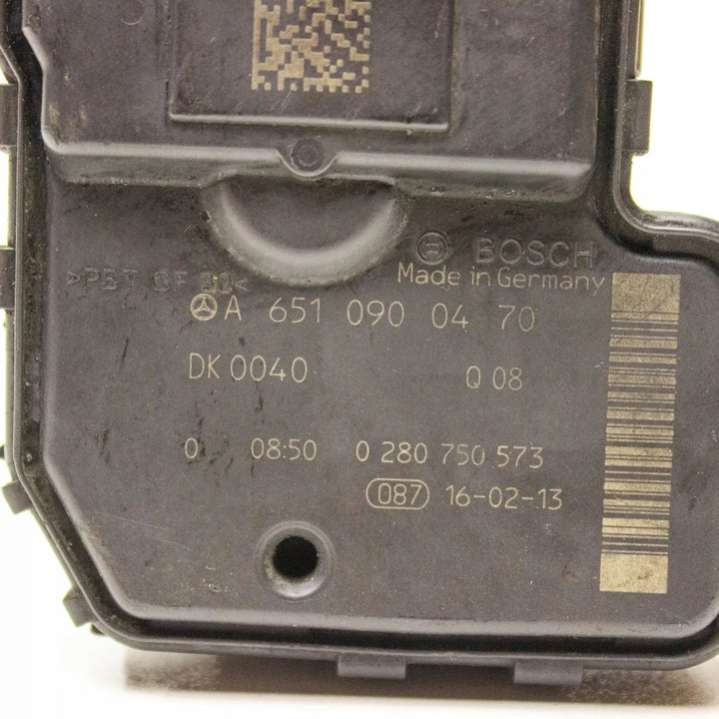 BOSCH
Made in Germany
A 651 090 04 70
DK 0040 Q 08
08:50 0 280 750 573
087 16-02-13